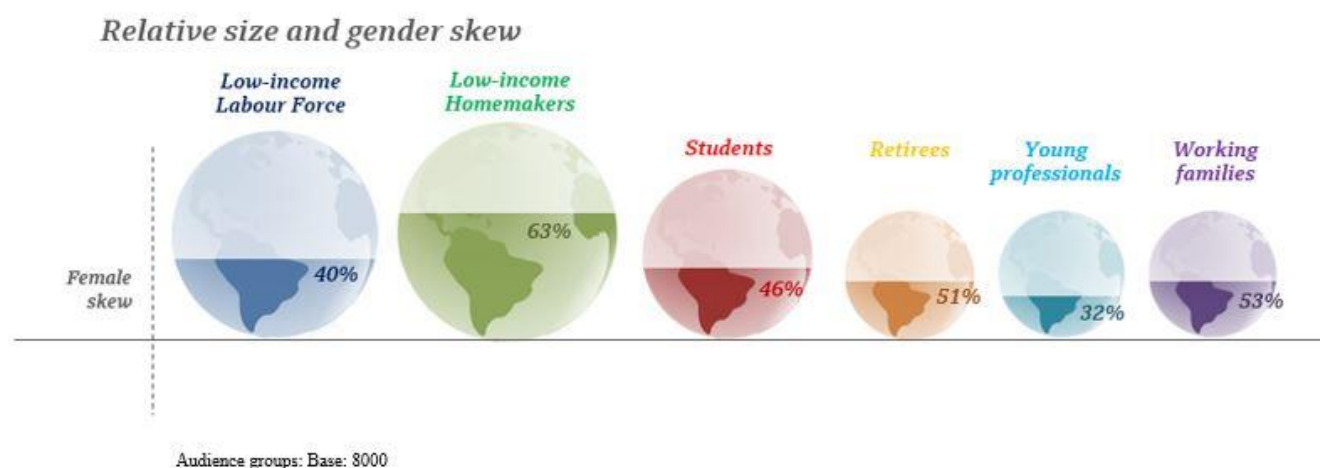 Relative size and gender skew
Low-income
Labour Force
Low-income
Homemakers
Students
Retirees
Young
professionals
Working
families
Female
skew
40%
63%
46%
51%
32%
53%
Audience groups: Base: 8000